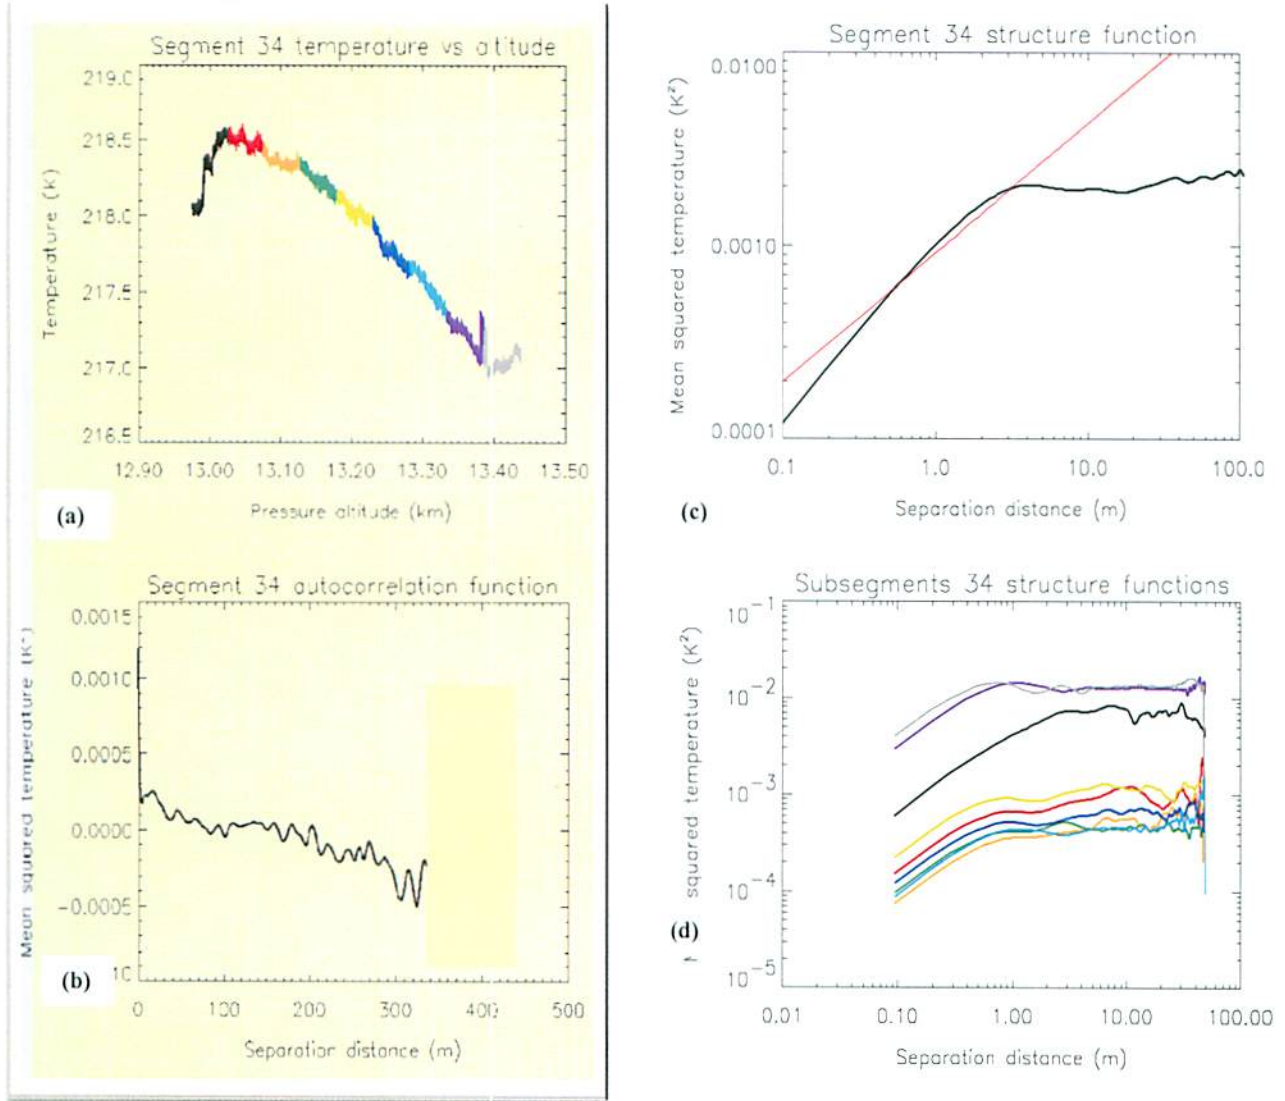 Segment 34 temperature vs altitude
219.0
218.5
218.0
217.5
217.0
216.5
Temperature (K)
12.90 13.00 13.10 13.20 13.30 13.40 13.50
Pressure altitude (km)
(a)
Segment 34 autocorrelation function
0.0015
0.0010
0.0005
0.0000
-0.0005
10
Mean squared temperature
0 100 200 300 400 500
Separation distance (m)
(b)
Segment 34 structure function
0.0100
0.0010
0.0001
Mean squared temperature (K²)
0.1 1.0 10.0 100.0
Separation distance (m)
(c)
Subsegments 34 structure functions
10⁻¹
10⁻²
10⁻³
10⁻⁴
10⁻⁵
squared temperature (K²)
0.01 0.10 1.00 10.00 100.00
Separation distance (m)
(d)